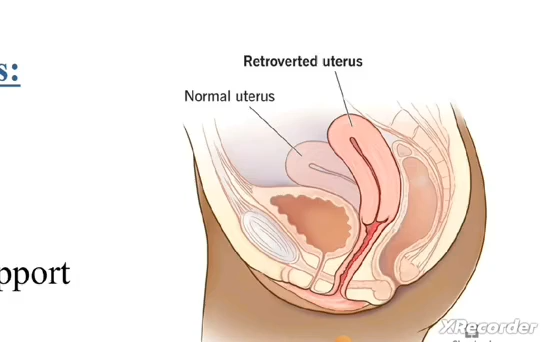 s:
Retroverted uterus
Normal uterus
pport
XRecorder